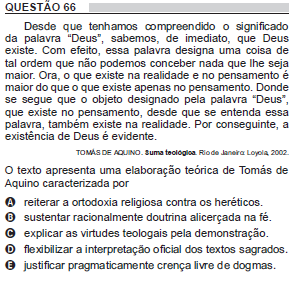 QUESTÃO 66
Desde que tenhamos compreendido o significado
da palavra “Deus”, sabemos, de imediato, que Deus
existe. Com efeito, essa palavra designa uma coisa de
tal ordem que não podemos conceber nada que lhe seja
maior. Ora, o que existe na realidade e no pensamento é
maior do que o que existe apenas no pensamento. Donde
se segue que o objeto designado pela palavra “Deus”,
que existe no pensamento, desde que se entenda essa
palavra, também existe na realidade. Por conseguinte, a
existência de Deus é evidente.
TOMÁS DE AQUINO. Suma teológica. Rio de Janeiro: Loyola, 2002.
O texto apresenta uma elaboração teórica de Tomás de
Aquino caracterizada por
A reiterar a ortodoxia religiosa contra os heréticos.
B sustentar racionalmente doutrina alicerçada na fé.
C explicar as virtudes teologais pela demonstração.
D flexibilizar a interpretação oficial dos textos sagrados.
E justificar pragmaticamente crença livre de dogmas.